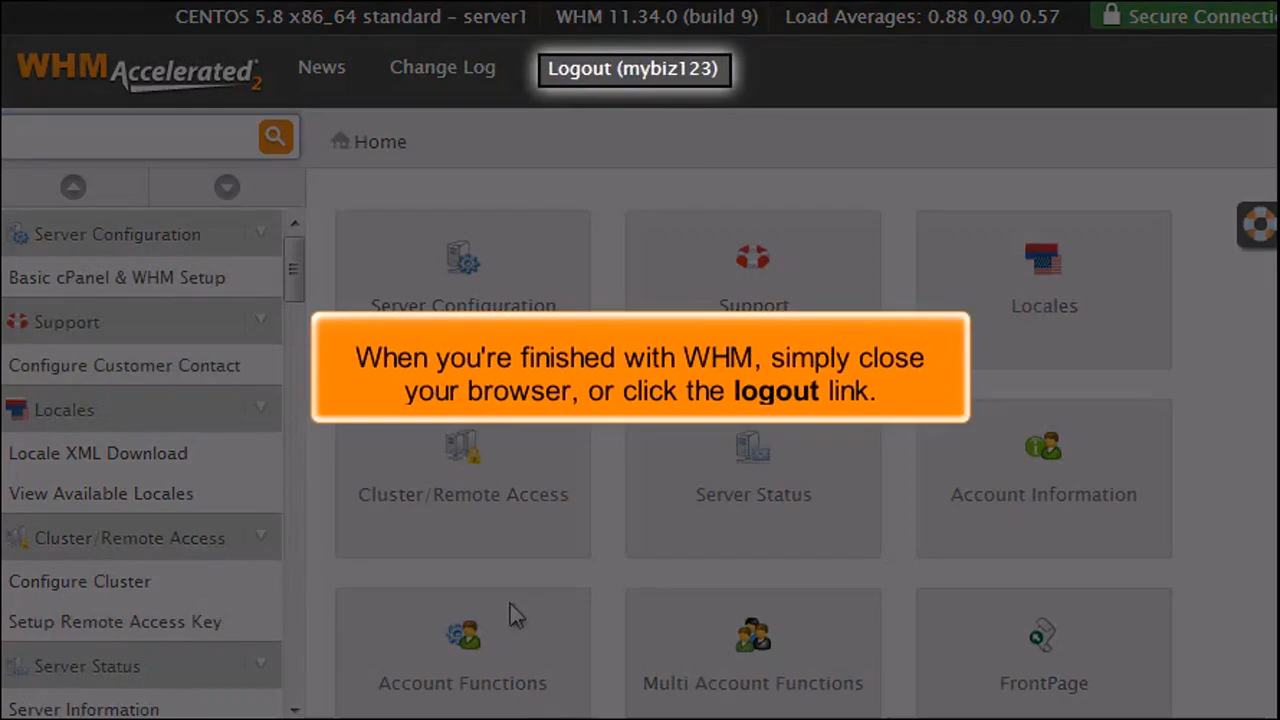 CENTOS 5.8 x86_64 standard – server1 WHM 11.34.0 (build 9) Load Averages: 0.88 0.90 0.57 Secure Connecti
WHM Accelerated 2 News Change Log Logout (mybiz123)
Home
Server Configuration
Basic cPanel & WHM Setup
Support
Configure Customer Contact
Locales
Locale XML Download
View Available Locales
Cluster/Remote Access
Configure Cluster
Setup Remote Access Key
Server Status
Server Information
Server Configuration Support Locales
When you're finished with WHM, simply close
your browser, or click the logout link.
Cluster/Remote Access Server Status Account Information
Account Functions Multi Account Functions FrontPage